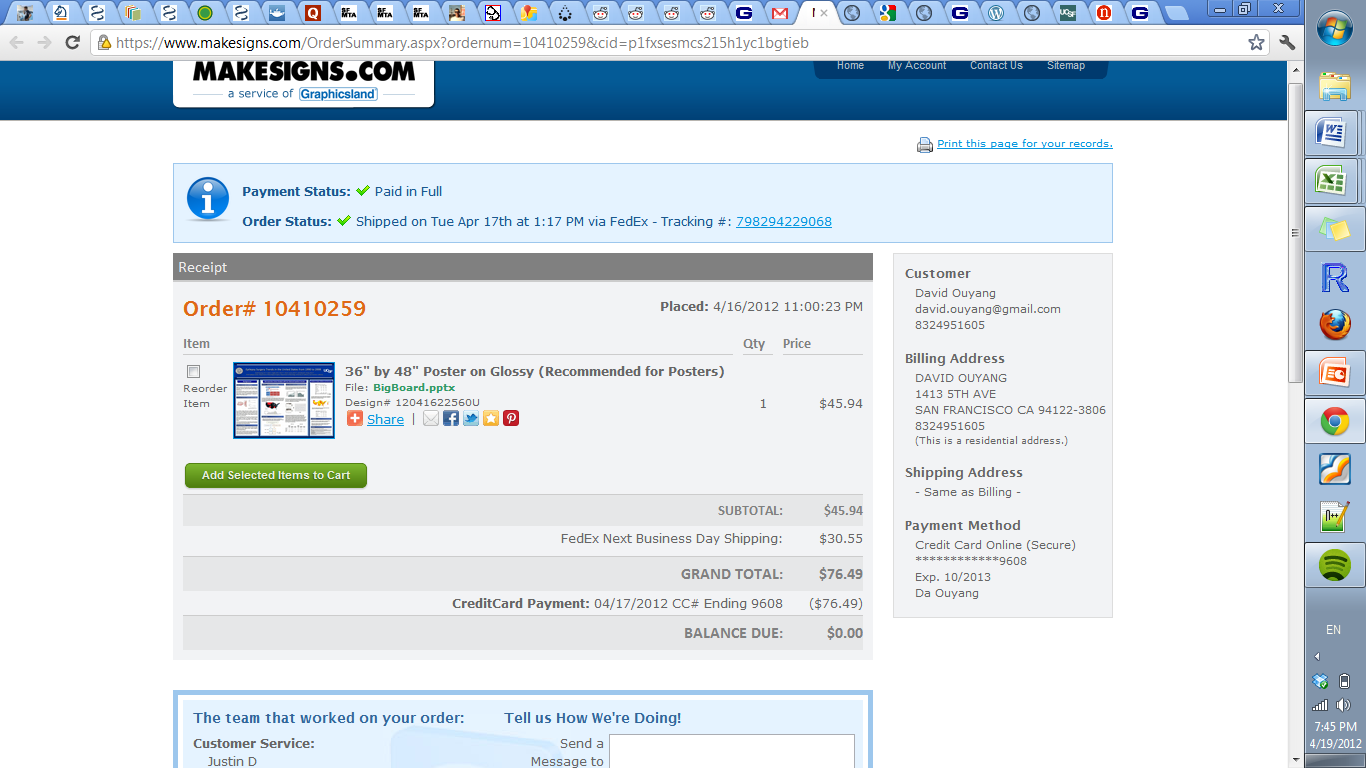 https://www.makesigns.com/OrderSummary.aspx?ordernum=10410259&cid=p1fxsesmcs215h1yc1bgtieb
MAKESIGNS.COM
a service of Graphicsland
Home My Account Contact Us Sitemap
Print this page for your records.
Payment Status: Paid in Full
Order Status: Shipped on Tue Apr 17th at 1:17 PM via FedEx - Tracking #: 798294229068
Receipt
Order# 10410259
Placed: 4/16/2012 11:00:23 PM
Item Qty Price
Reorder
Item
36" by 48" Poster on Glossy (Recommended for Posters)
File: BigBoard.pptx
Design# 12041622560U
Share |
1 $45.94
Add Selected Items to Cart
SUBTOTAL: $45.94
FedEx Next Business Day Shipping: $30.55
GRAND TOTAL: $76.49
CreditCard Payment: 04/17/2012 CC# Ending 9608 ($76.49)
BALANCE DUE: $0.00
Customer
David Ouyang
david.ouyang@gmail.com
8324951605
Billing Address
DAVID OUYANG
1413 5TH AVE
SAN FRANCISCO CA 94122-3806
8324951605
(This is a residential address.)
Shipping Address
- Same as Billing -
Payment Method
Credit Card Online (Secure)
************9608
Exp. 10/2013
Da Ouyang
The team that worked on your order:
Customer Service:
Justin D
Tell us How We're Doing!
Send a
Message to
EN
7:45 PM
4/19/2012